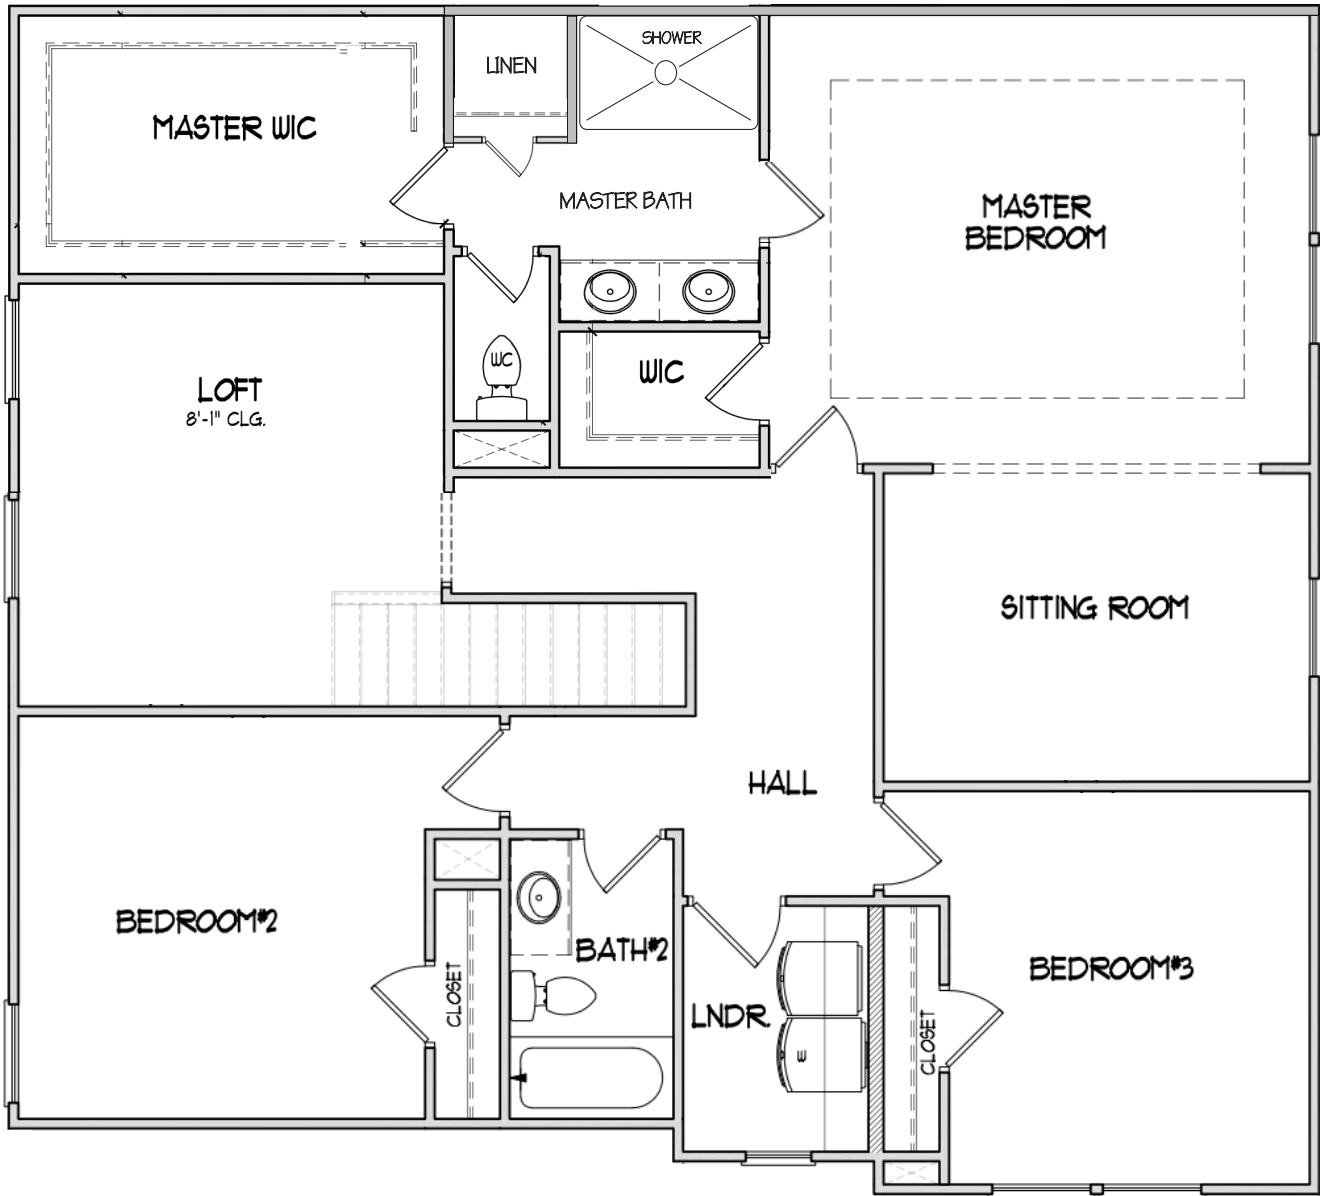 SHOWER
LINEN
MASTER WIC
MASTER BATH
MASTER
BEDROOM
WC
WIC
LOFT
8'-1" CLG.
SITTING ROOM
HALL
BEDROOM#2
BATH#2
CLOSET
LNDR.
W
BEDROOM#3
CLOSET